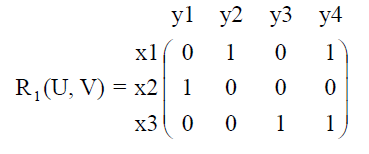 y1 y2 y3 y4
x1 0 1 0 1
R₁(U, V) = x2 1 0 0 0
x3 0 0 1 1